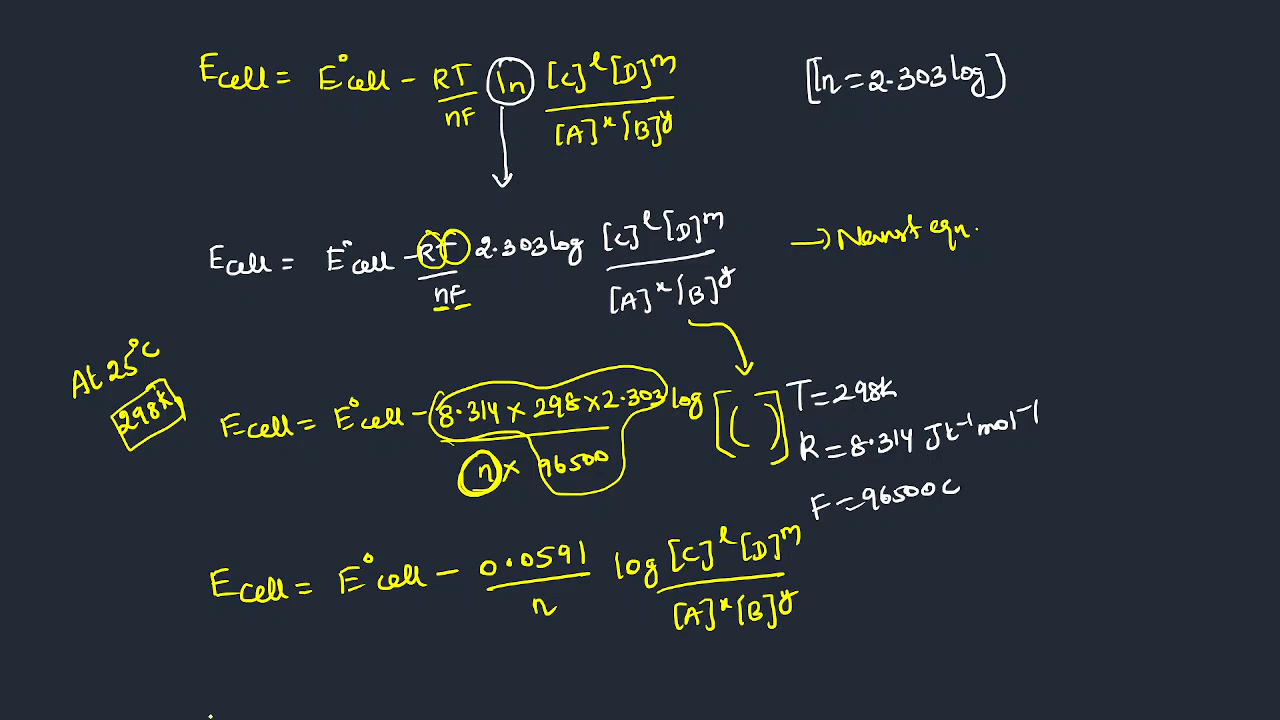 Ecell = E°cell - RT/nF ln [C]^l [D]^m / [A]^x [B]^y
[ln = 2.303 log]
Ecell = E°cell - RT/nF 2.303 log [C]^l [D]^m / [A]^x [B]^y → Nernst eqn.
At 25°C
298K
Ecell = E°cell - 8.314 × 298 × 2.303 / n × 96500 log [( )]
T = 298K
R = 8.314 JK^-1 mol^-1
F = 96500C
Ecell = E°cell - 0.0591/n log [C]^l [D]^m / [A]^x [B]^y